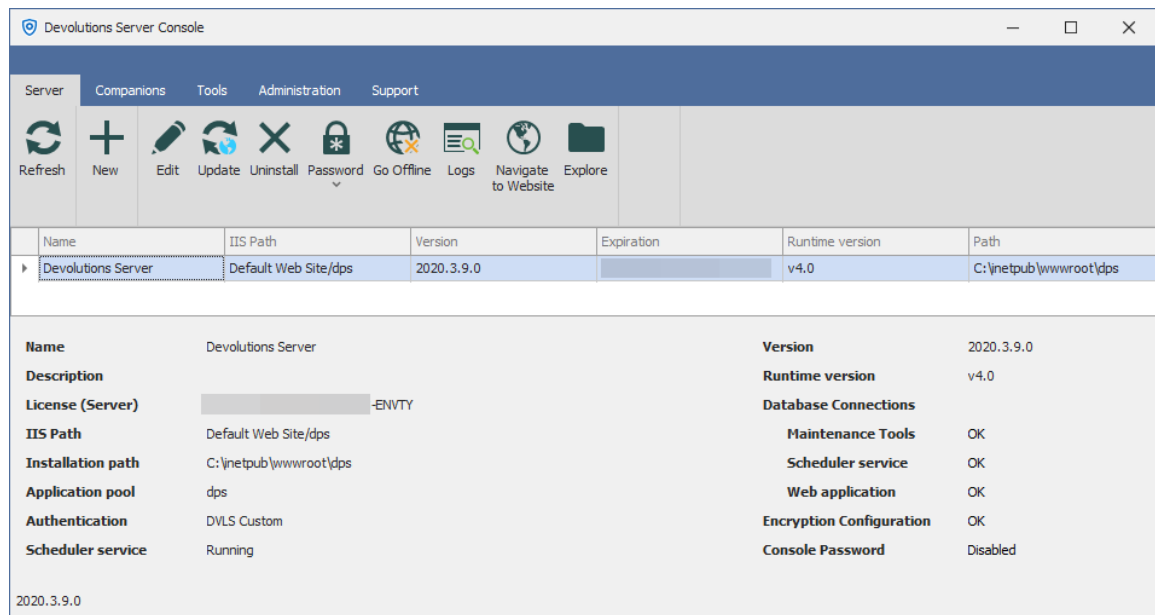 Devolutions Server Console
Server Companions Tools Administration Support
Refresh New Edit Update Uninstall Password Go Offline Logs Navigate to Website Explore
Name IIS Path Version Expiration Runtime version Path
Devolutions Server Default Web Site/dps 2020.3.9.0 v4.0 C:\inetpub\wwwroot\dps
Name Devolutions Server Version 2020.3.9.0
Description Runtime version v4.0
License (Server) -ENVTY Database Connections
IIS Path Default Web Site/dps Maintenance Tools OK
Installation path C:\inetpub\wwwroot\dps Scheduler service OK
Application pool dps Web application OK
Authentication DVLS Custom Encryption Configuration OK
Scheduler service Running Console Password Disabled
2020.3.9.0